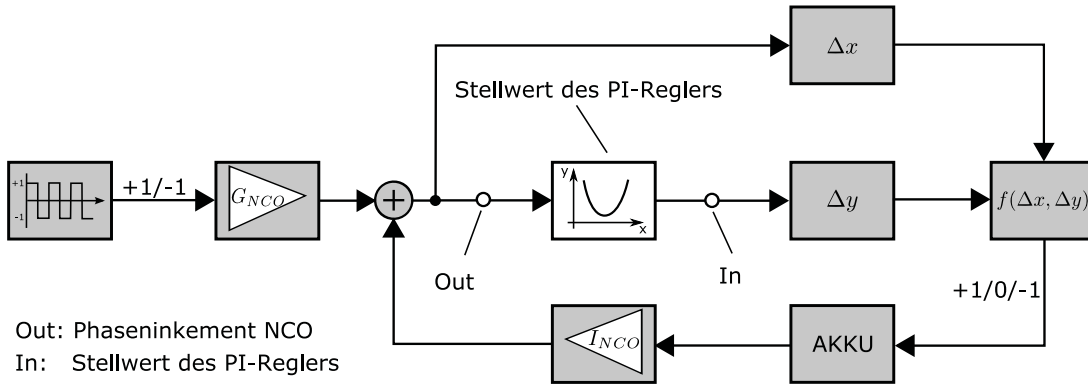 Δx
Stellwert des PI-Reglers
+1
-1
+1/-1
G_NCO
+
y
x
Δy
f(Δx, Δy)
Out
In
+1/0/-1
Out: Phaseninkement NCO
In: Stellwert des PI-Reglers
I_NCO
AKKU